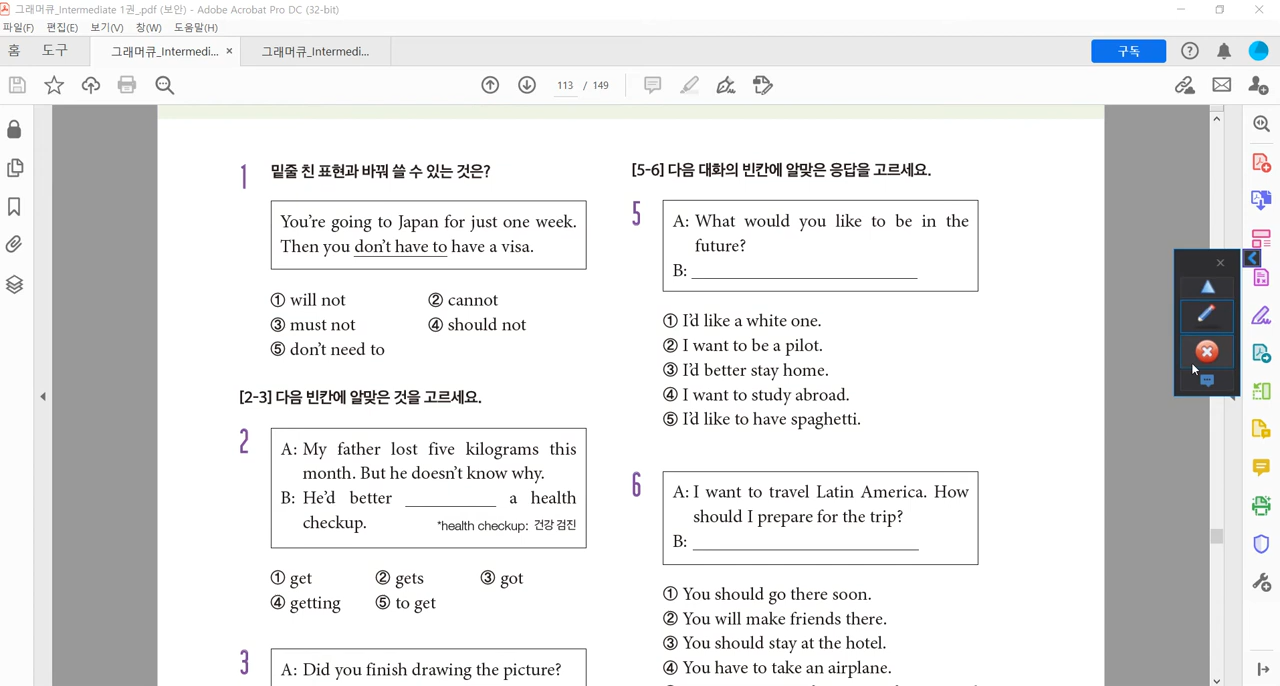 그래머큐_Intermediate 1권_.pdf (보안) - Adobe Acrobat Pro DC (32-bit)
파일(F) 편집(E) 보기(V) 창(W) 도움말(H)
홈 도구 그래머큐_Intermedi... × 그래머큐_Intermedi... 구독
113 / 149
1 밑줄 친 표현과 바꿔 쓸 수 있는 것은?
You're going to Japan for just one week.
Then you don't have to have a visa.
① will not ② cannot
③ must not ④ should not
⑤ don't need to
[2-3] 다음 빈칸에 알맞은 것을 고르세요.
2
A: My father lost five kilograms this
month. But he doesn't know why.
B: He'd better __________ a health
checkup. *health checkup: 건강 검진
① get ② gets ③ got
④ getting ⑤ to get
3
A: Did you finish drawing the picture?
[5-6] 다음 대화의 빈칸에 알맞은 응답을 고르세요.
5
A: What would you like to be in the
future?
B: _________________________
① I'd like a white one.
② I want to be a pilot.
③ I'd better stay home.
④ I want to study abroad.
⑤ I'd like to have spaghetti.
6
A: I want to travel Latin America. How
should I prepare for the trip?
B: _________________________
① You should go there soon.
② You will make friends there.
③ You should stay at the hotel.
④ You have to take an airplane.